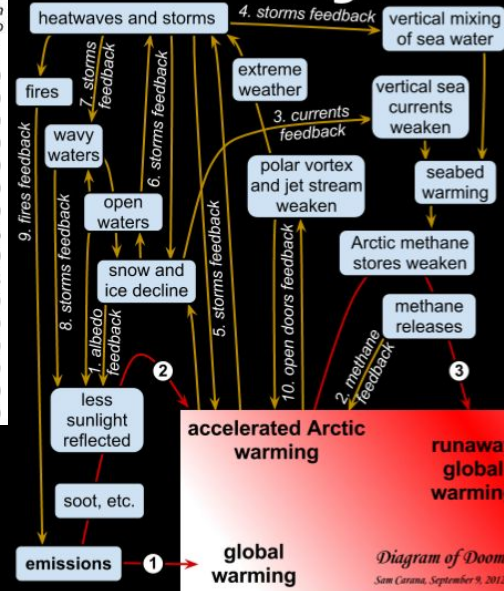 heatwaves and storms
4. storms feedback
vertical mixing
of sea water
fires
7. storms
feedback
wavy
waters
6. storms feedback
extreme
weather
3. currents
feedback
vertical sea
currents
weaken
9. fires feedback
8. storms feedback
open
waters
polar vortex
and jet stream
weaken
seabed
warming
snow and
ice decline
5. storms feedback
10. open doors feedback
Arctic methane
stores weaken
methane
releases
1. albedo
feedback
2. methane
feedback
2
3
less
sunlight
reflected
accelerated Arctic
warming
runawa
global
warmin
soot, etc.
emissions
1
global
warming
Diagram of Doom
Sam Carana, September 9, 2012